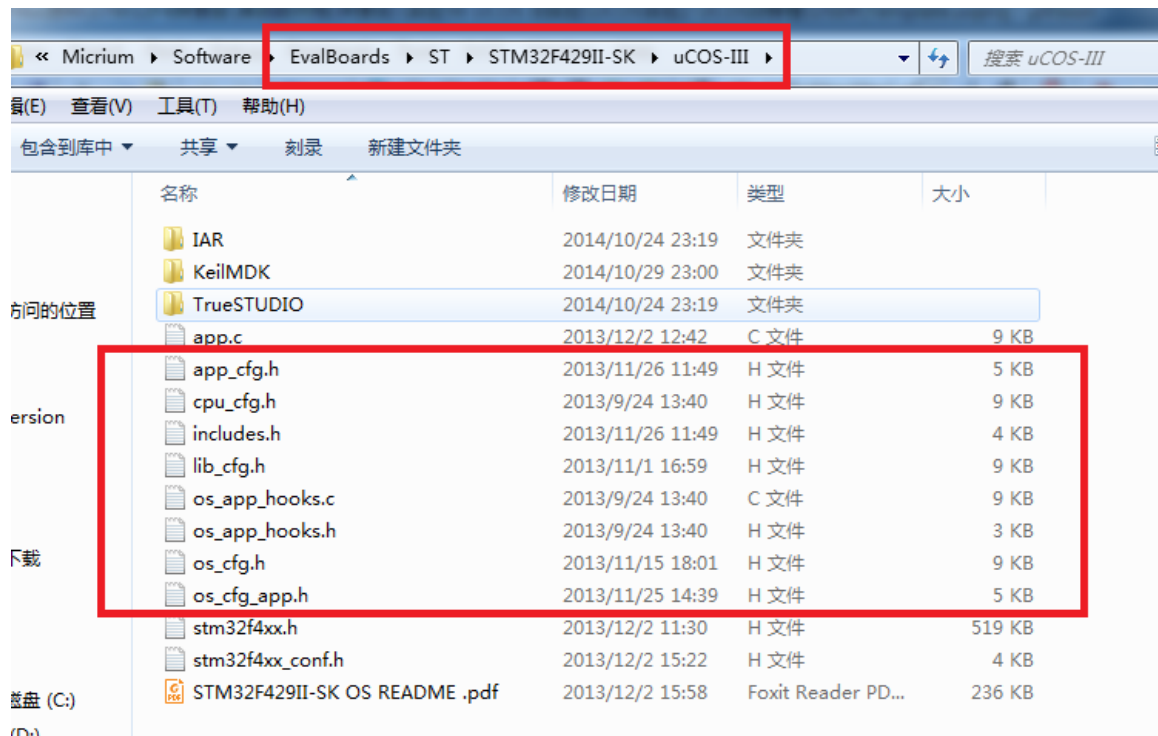 « Micrium ▸ Software ▸ EvalBoards ▸ ST ▸ STM32F429II-SK ▸ uCOS-III ▸ 搜索 uCOS-III
辑(E) 查看(V) 工具(T) 帮助(H)
包含到库中 共享 刻录 新建文件夹
名称 修改日期 类型 大小
IAR 2014/10/24 23:19 文件夹
KeilMDK 2014/10/29 23:00 文件夹
访问的位置 TrueSTUDIO 2014/10/24 23:19 文件夹
app.c 2013/12/2 12:42 C 文件 9 KB
app_cfg.h 2013/11/26 11:49 H 文件 5 KB
ersion cpu_cfg.h 2013/9/24 13:40 H 文件 9 KB
includes.h 2013/11/26 11:49 H 文件 4 KB
lib_cfg.h 2013/11/1 16:59 H 文件 9 KB
os_app_hooks.c 2013/9/24 13:40 C 文件 9 KB
os_app_hooks.h 2013/9/24 13:40 H 文件 3 KB
下载 os_cfg.h 2013/11/15 18:01 H 文件 9 KB
os_cfg_app.h 2013/11/25 14:39 H 文件 5 KB
stm32f4xx.h 2013/12/2 11:30 H 文件 519 KB
stm32f4xx_conf.h 2013/12/2 15:22 H 文件 4 KB
磁盘 (C:) STM32F429II-SK OS README .pdf 2013/12/2 15:58 Foxit Reader PD... 236 KB
(D:)